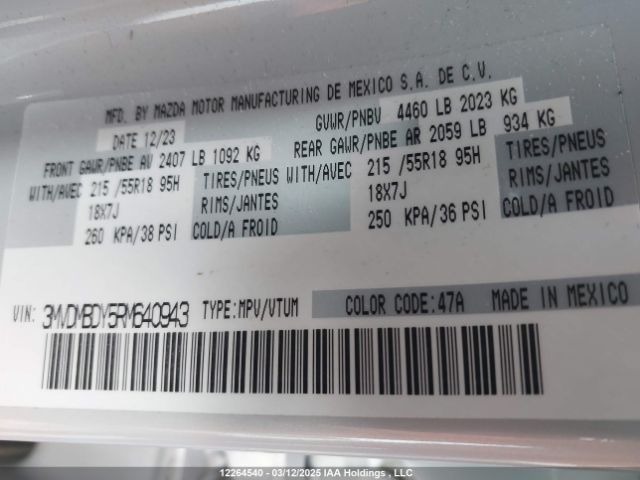 MFD. BY MAZDA MOTOR MANUFACTURING DE MEXICO S.A. DE C.V.
DATE 12/23 GVWR/PNBV 4460 LB 2023 KG
FRONT GAWR/PNBE AV 2407 LB 1092 KG REAR GAWR/PNBE AR 2059 LB 934 KG
WITH/AVEC 215 /55R18 95H TIRES/PNEUS WITH/AVEC 215 /55R18 95H TIRES/PNEUS
18X7J RIMS/JANTES 18X7J RIMS/JANTES
260 KPA/38 PSI COLD/A FROID 250 KPA/36 PSI COLD/A FROID
VIN: 3MVDMBDY5RM640943 TYPE:MPV/VTUM COLOR CODE:47A MADE IN MEXICO
12264540 - 03/12/2025 IAA Holdings , LLC